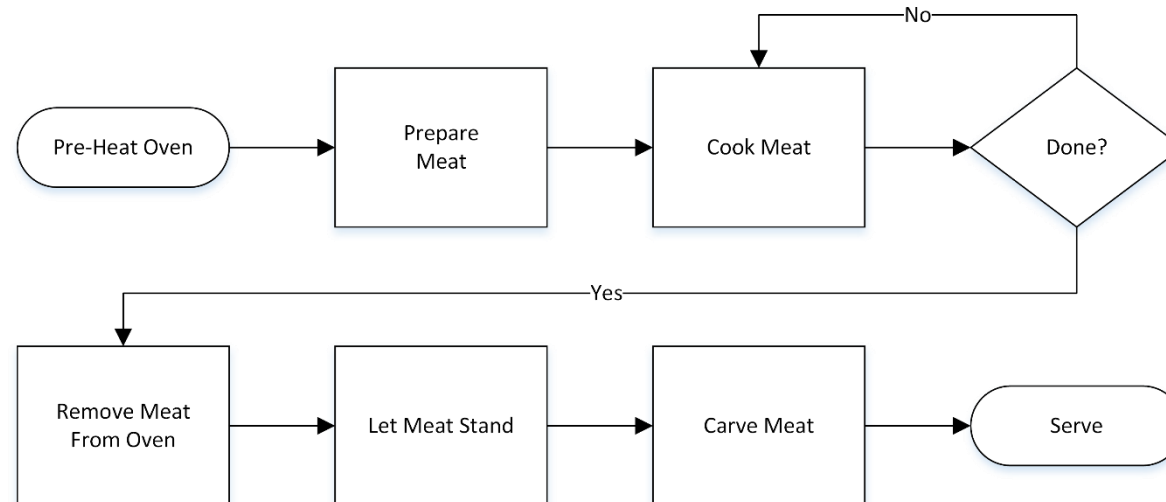 No
Pre-Heat Oven
Prepare
Meat
Cook Meat
Done?
Yes
Remove Meat
From Oven
Let Meat Stand
Carve Meat
Serve